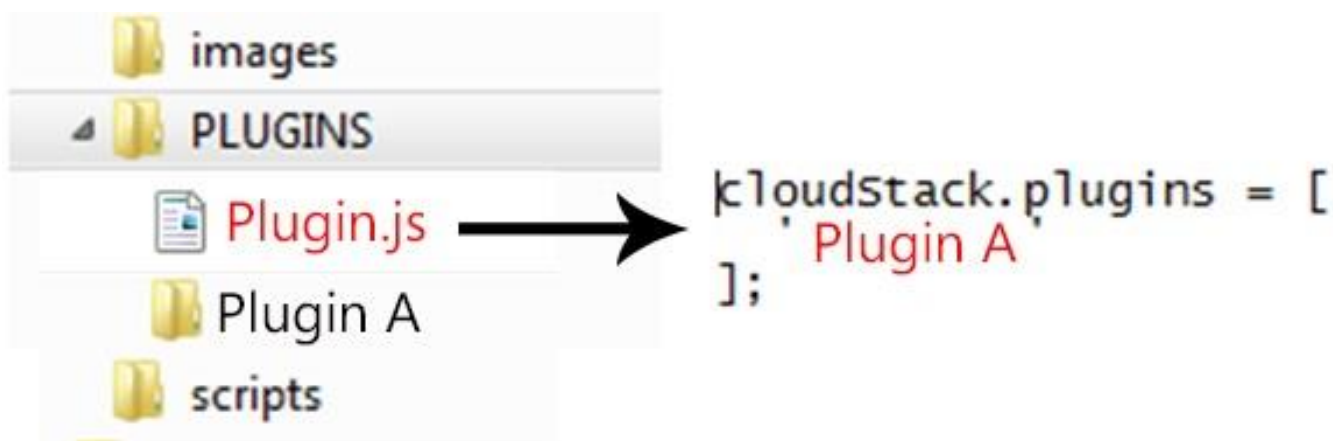 images
PLUGINS
Plugin.js
Plugin A
scripts
cloudStack.plugins = [
'Plugin A'
];